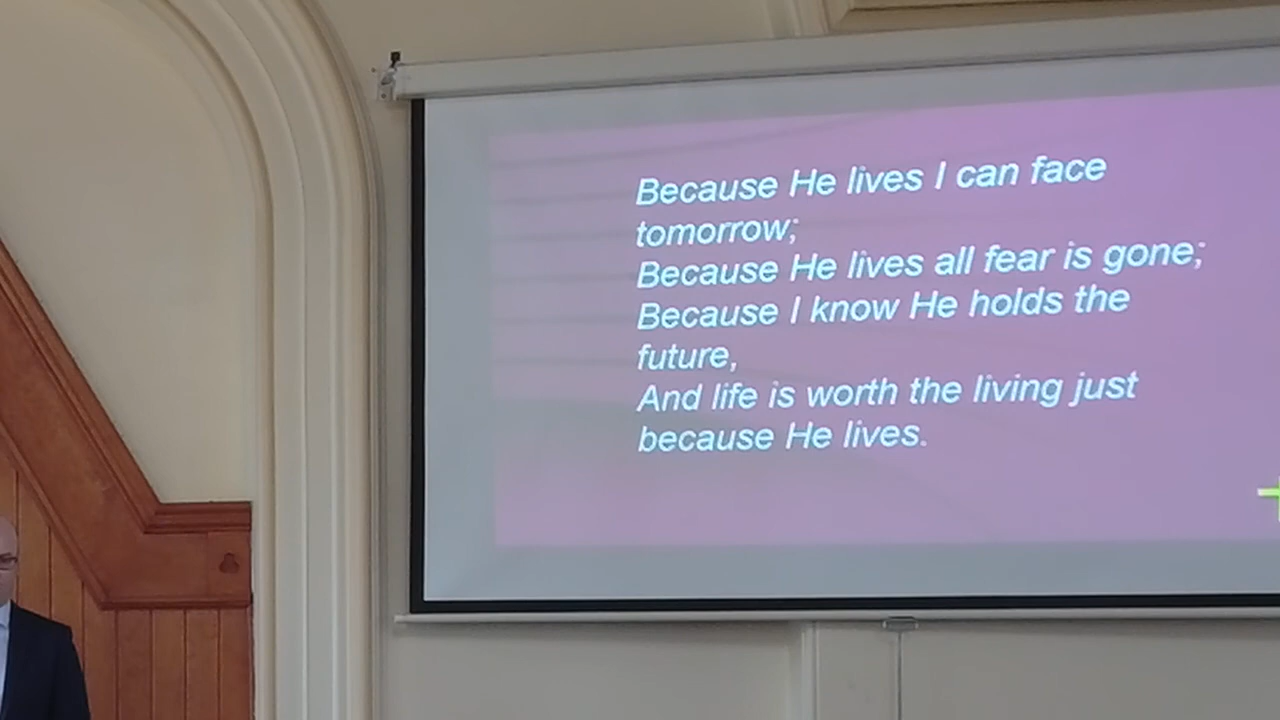 Because He lives I can face
tomorrow;
Because He lives all fear is gone;
Because I know He holds the
future,
And life is worth the living just
because He lives.